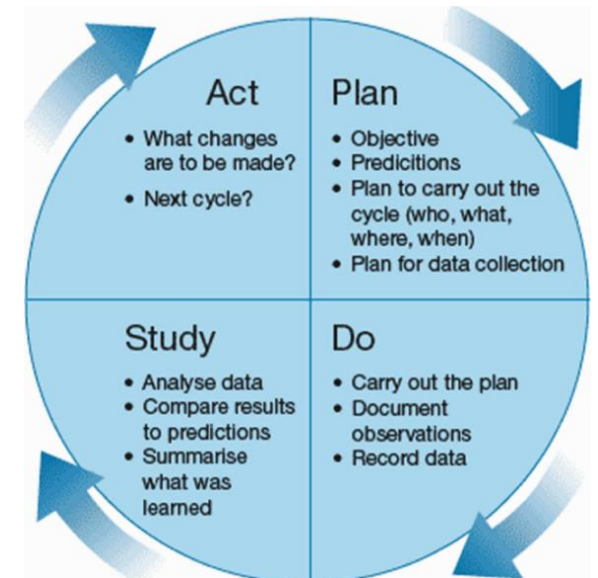 Act
• What changes
are to be made?
• Next cycle?
Plan
• Objective
• Predicitions
• Plan to carry out the
cycle (who, what,
where, when)
• Plan for data collection
Study
• Analyse data
• Compare results
to predictions
• Summarise
what was
learned
Do
• Carry out the plan
• Document
observations
• Record data